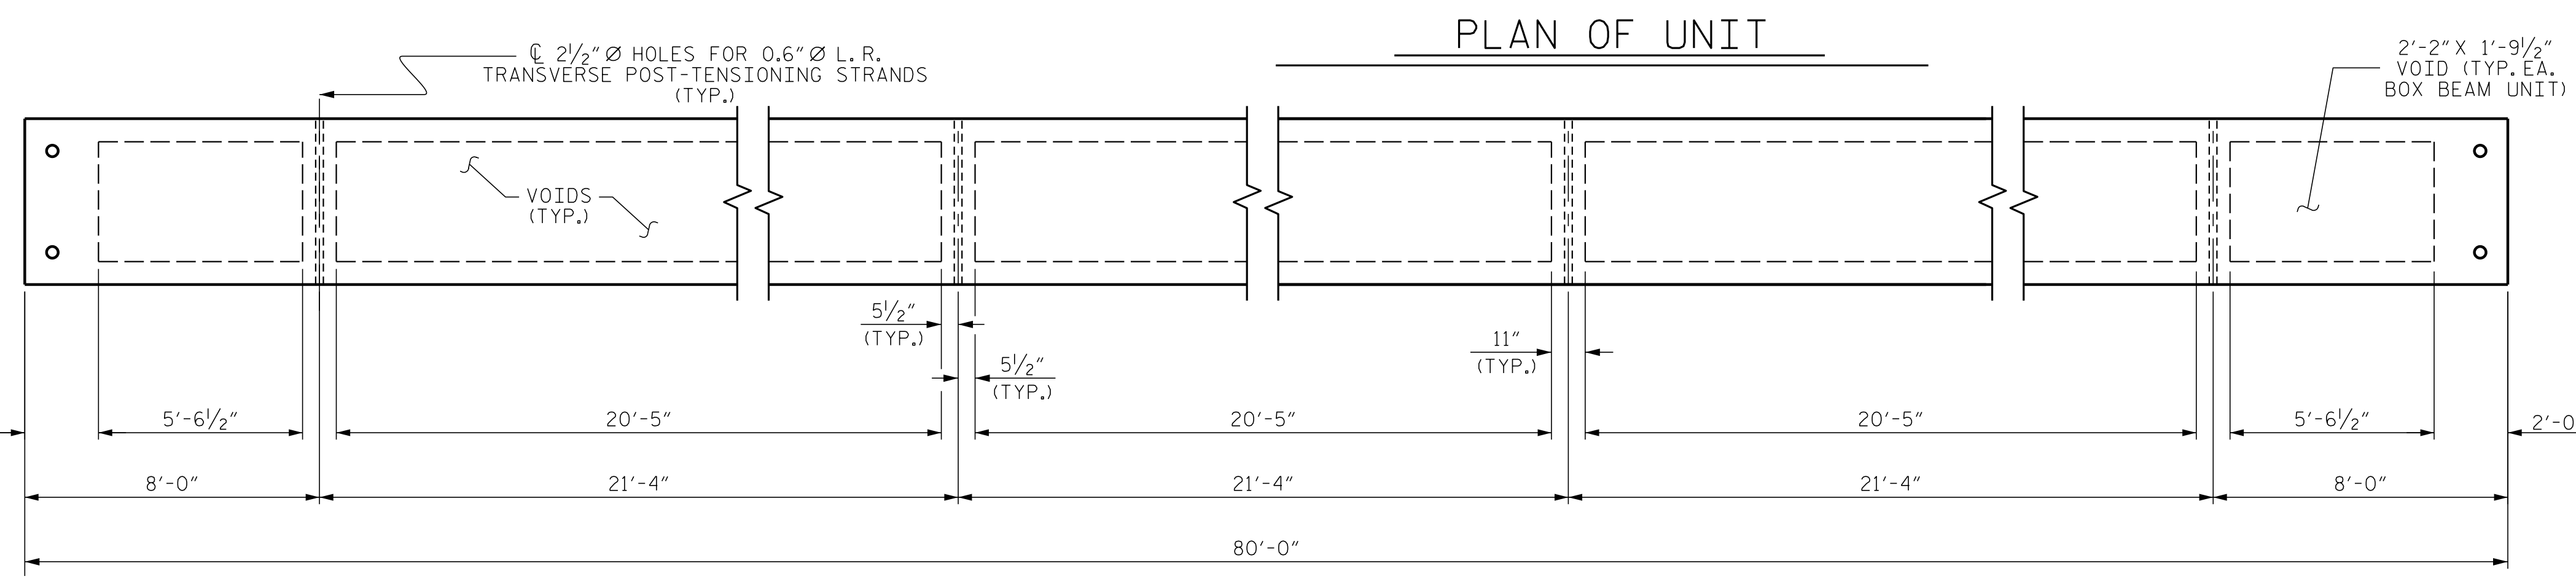 PLAN OF UNIT
℄ 2½" Ø HOLES FOR 0.6" Ø L.R.
TRANSVERSE POST-TENSIONING STRANDS
(TYP.)
2'-2" X 1'-9½"
VOID (TYP. EA.
BOX BEAM UNIT)
VOIDS
(TYP.)
5½"
(TYP.)
5½"
(TYP.)
11"
(TYP.)
5'-6½"
20'-5"
20'-5"
20'-5"
5'-6½"
2'-0
8'-0"
21'-4"
21'-4"
21'-4"
8'-0"
80'-0"